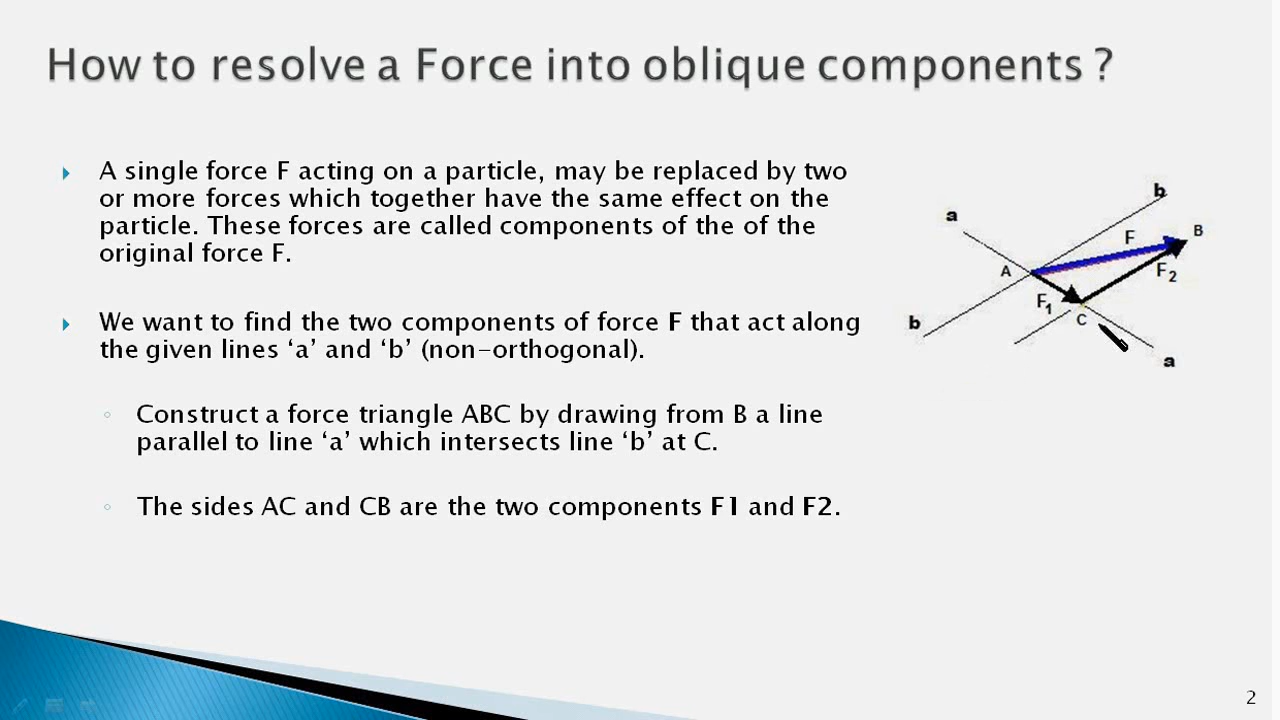 How to resolve a Force into oblique components ?
A single force F acting on a particle, may be replaced by two
or more forces which together have the same effect on the
particle. These forces are called components of the of the
original force F.
We want to find the two components of force F that act along
the given lines ‘a’ and ‘b’ (non-orthogonal).
Construct a force triangle ABC by drawing from B a line
parallel to line ‘a’ which intersects line ‘b’ at C.
The sides AC and CB are the two components F1 and F2.
b
a
F
B
A
F2
F1
C
b
a
2